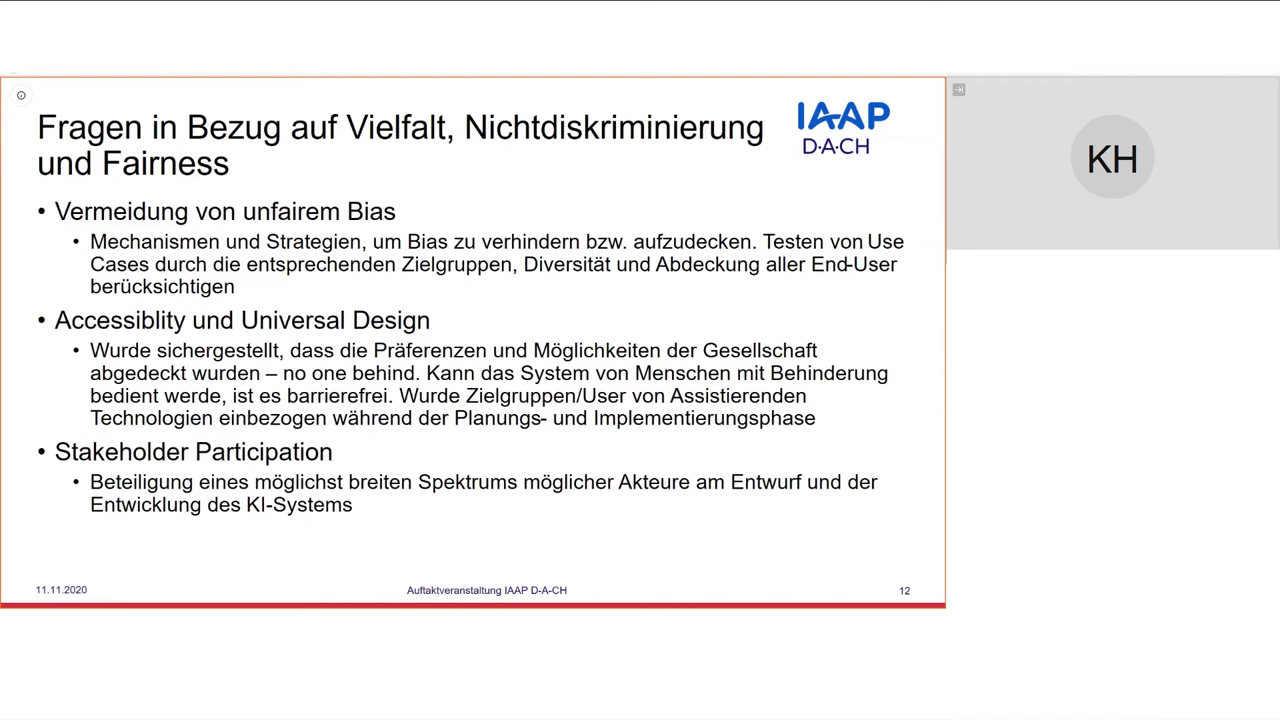 Fragen in Bezug auf Vielfalt, Nichtdiskriminierung
und Fairness
IAAP
D·A·CH
KH
• Vermeidung von unfairem Bias
• Mechanismen und Strategien, um Bias zu verhindern bzw. aufzudecken. Testen von Use
Cases durch die entsprechenden Zielgruppen, Diversität und Abdeckung aller End-User
berücksichtigen
• Accessiblity und Universal Design
• Wurde sichergestellt, dass die Präferenzen und Möglichkeiten der Gesellschaft
abgedeckt wurden – no one behind. Kann das System von Menschen mit Behinderung
bedient werde, ist es barrierefrei. Wurde Zielgruppen/User von Assistierenden
Technologien einbezogen während der Planungs- und Implementierungsphase
• Stakeholder Participation
• Beteiligung eines möglichst breiten Spektrums möglicher Akteure am Entwurf und der
Entwicklung des KI-Systems
11.11.2020
Auftaktveranstaltung IAAP D-A-CH
12